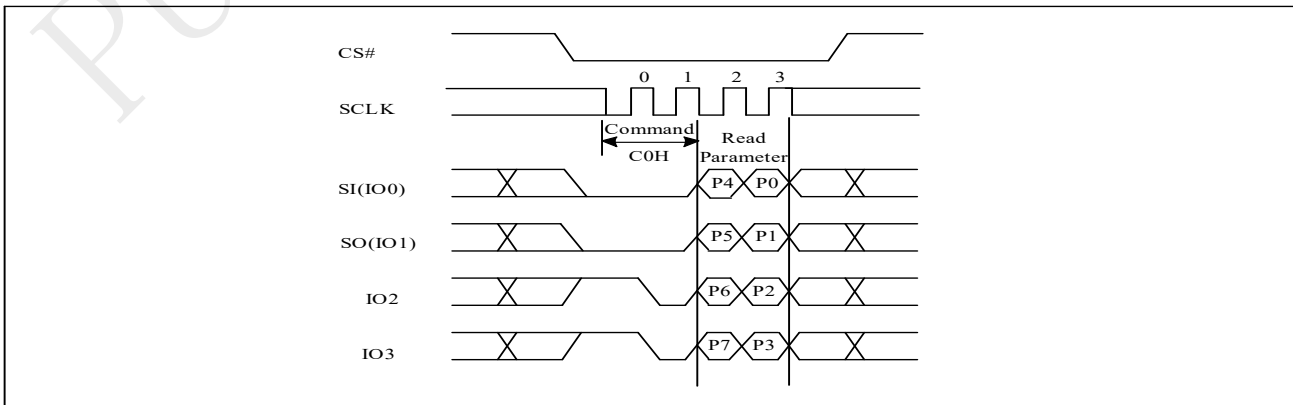 PU
CS#
0 1 2 3
SCLK
Command Read
C0H Parameter
SI(IO0) P4 P0
SO(IO1) P5 P1
IO2 P6 P2
IO3 P7 P3